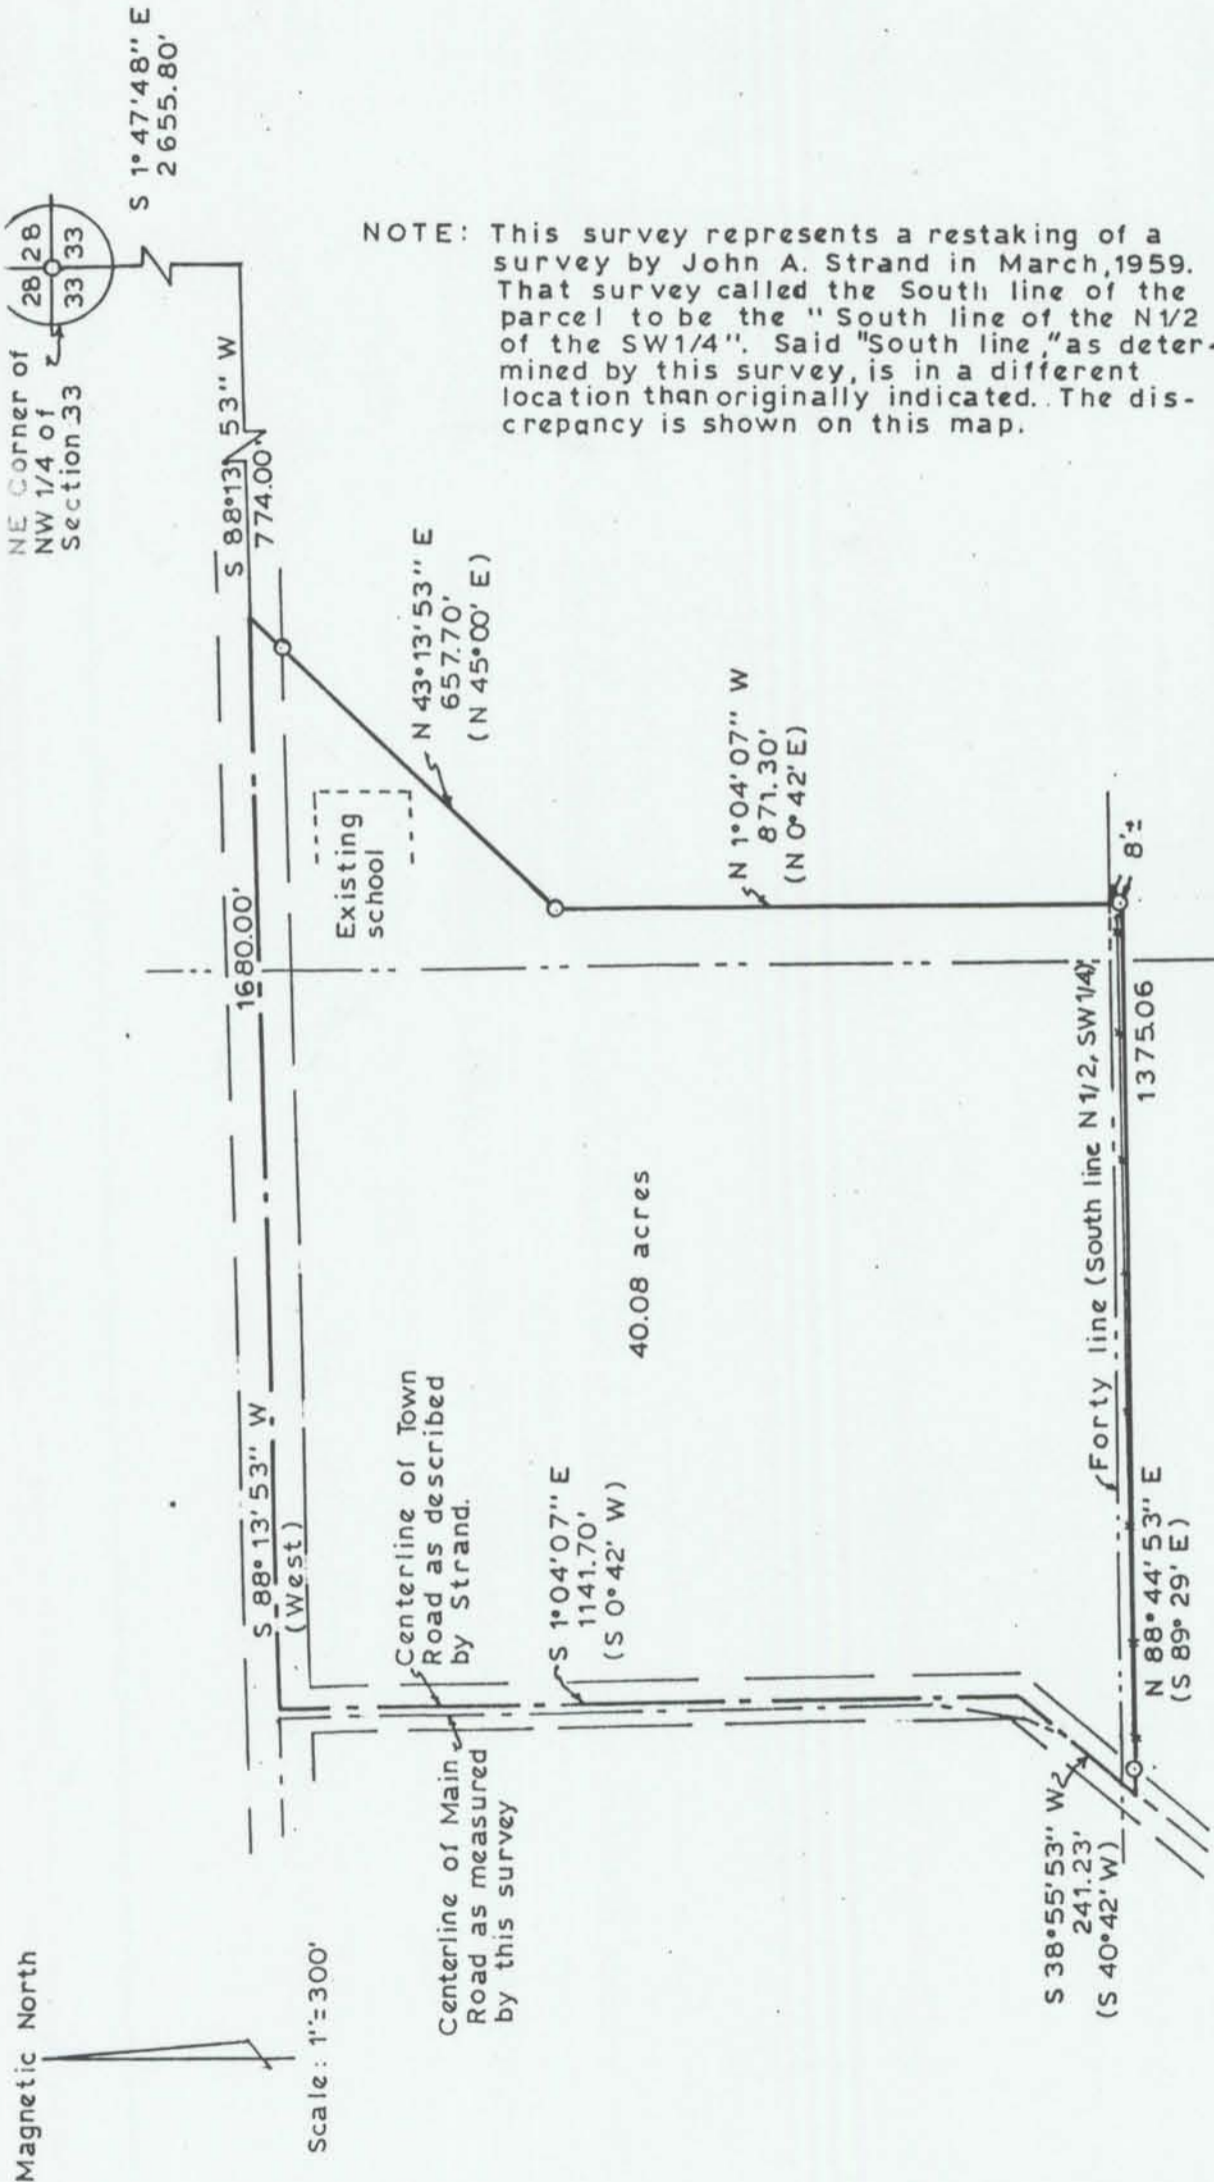 Magnetic North
Scale: 1"=300'
NE Corner of
NW 1/4 of
Section 33
28 28
33 33
S 1°47'48" E
2655.80'
NOTE: This survey represents a restaking of a
survey by John A. Strand in March, 1959.
That survey called the South line of the
parcel to be the "South line of the N 1/2
of the SW 1/4". Said "South line," as deter-
mined by this survey, is in a different
location than originally indicated. The dis-
crepancy is shown on this map.
S 88°13'53" W
774.00'
1680.00'
S 88°13'53" W
(West)
Existing
school
N 43°13'53" E
657.70'
(N 45°00' E)
N 1°04'07" W
871.30'
(N 0°42' E)
Centerline of Town
Road as described
by Strand.
Centerline of Main
Road as measured
by this survey
S 1°04'07" E
1141.70'
(S 0°42' W)
40.08 acres
Forty line (South line N 1/2, SW 1/4)
8'±
1375.06
N 88°44'53" E
(S 89°29' E)
S 38°55'53" W
241.23'
(S 40°42' W)